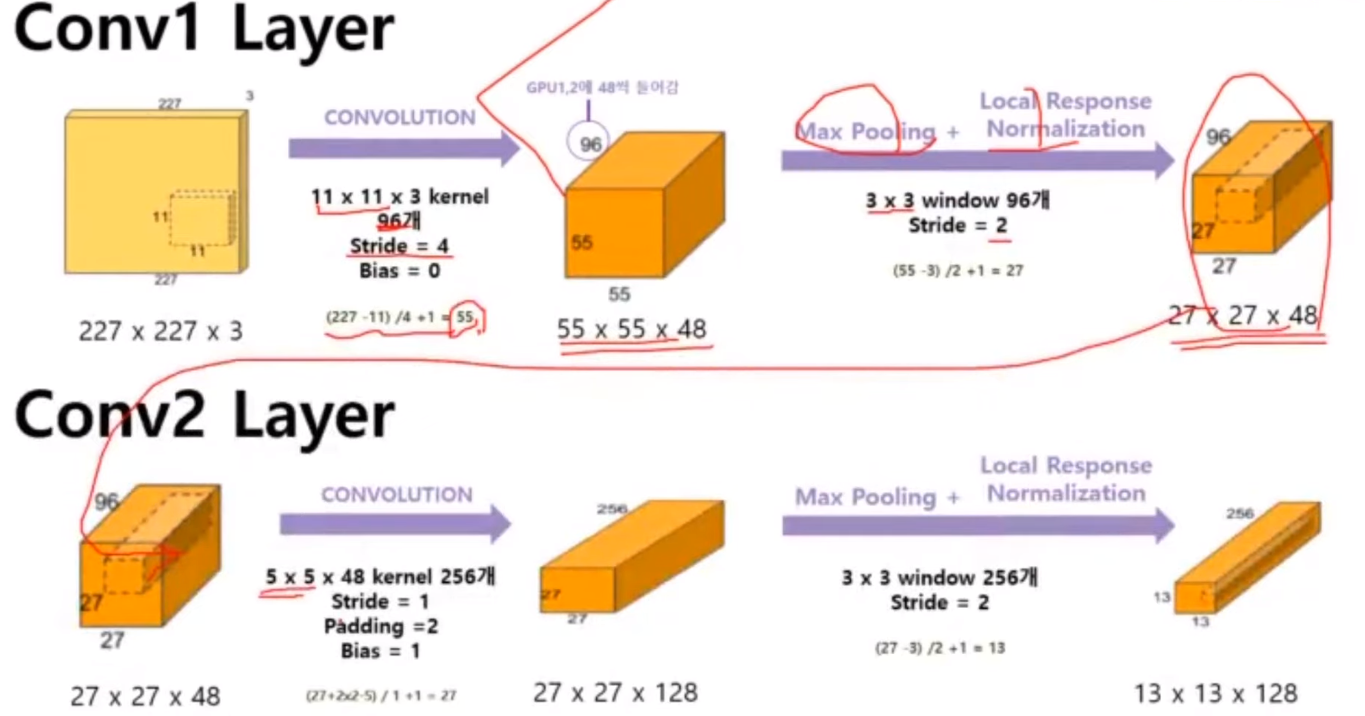 Conv1 Layer
227
3
11
11
227
227 x 227 x 3
CONVOLUTION
11 x 11 x 3 kernel
96개
Stride = 4
Bias = 0
(227 -11) /4 +1 = 55,
GPU1,2에 48씩 들어감
96
55
55
55 x 55 x 48
Max Pooling +
Local Response
Normalization
3 x 3 window 96개
Stride = 2
(55 -3) /2 +1 = 27
96
27
27
27 x 27 x 48
Conv2 Layer
96
27
27
27 x 27 x 48
CONVOLUTION
5 x 5 x 48 kernel 256개
Stride = 1
Padding =2
Bias = 1
(27+2x2-5) / 1 +1 = 27
256
27
27
27 x 27 x 128
Max Pooling +
Local Response
Normalization
3 x 3 window 256개
Stride = 2
(27 -3) /2 +1 = 13
256
13
13
13 x 13 x 128